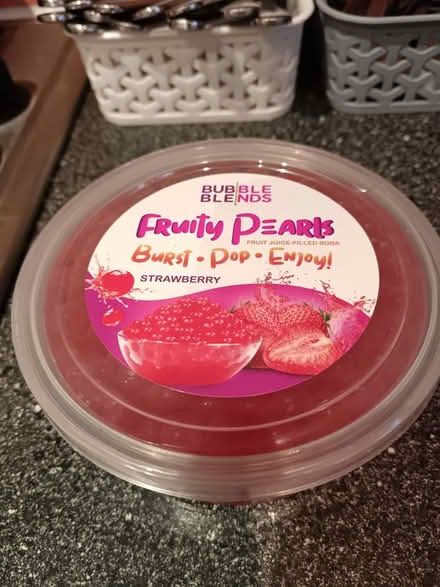 BUBBLE
BLENDS
FRUITY PEARLS
FRUIT JUICE-FILLED BOBA
BURST • POP • ENJOY!
STRAWBERRY